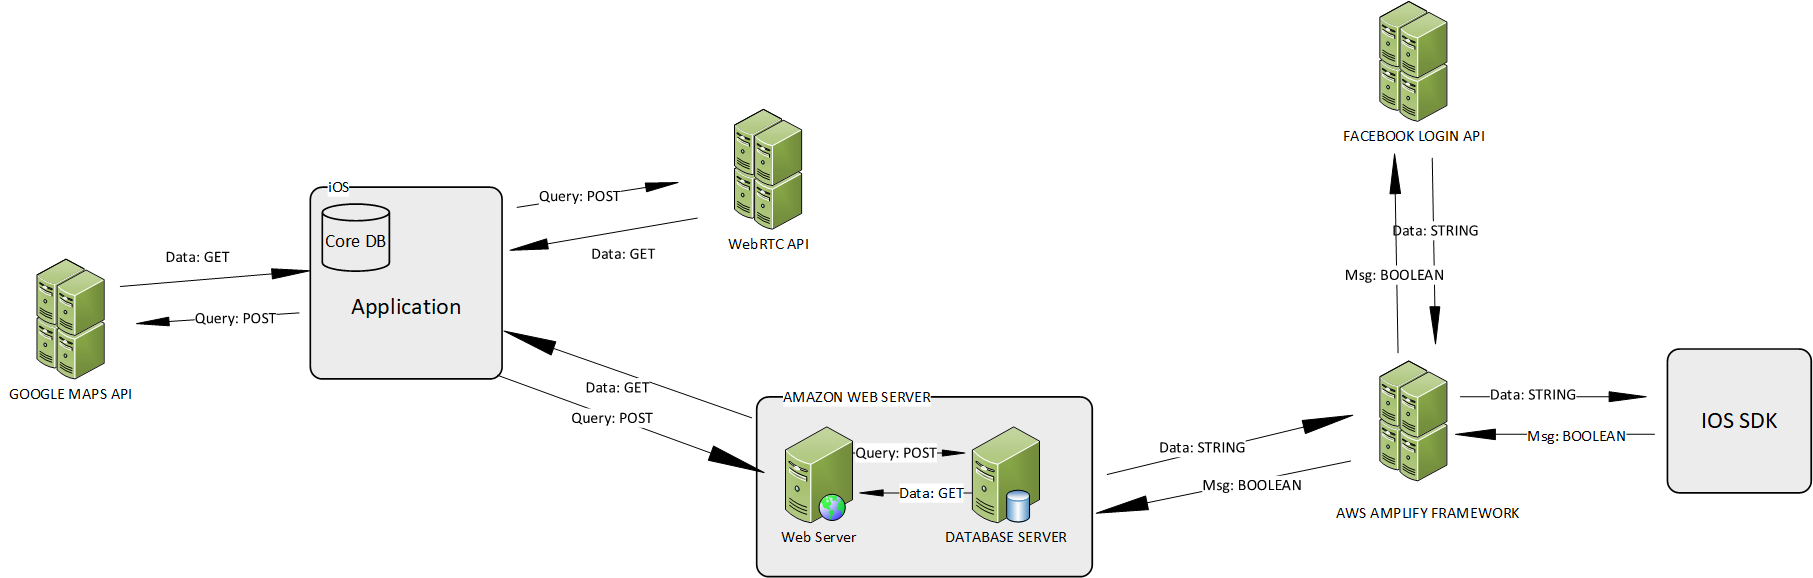 FACEBOOK LOGIN API
iOS
Core DB
Application
Query: POST
Data: GET
WebRTC API
Data: GET
Query: POST
GOOGLE MAPS API
Data: STRING
Msg: BOOLEAN
Data: GET
Query: POST
AMAZON WEB SERVER
Query: POST
Data: GET
Web Server
DATABASE SERVER
Data: STRING
Msg: BOOLEAN
AWS AMPLIFY FRAMEWORK
Data: STRING
Msg: BOOLEAN
IOS SDK